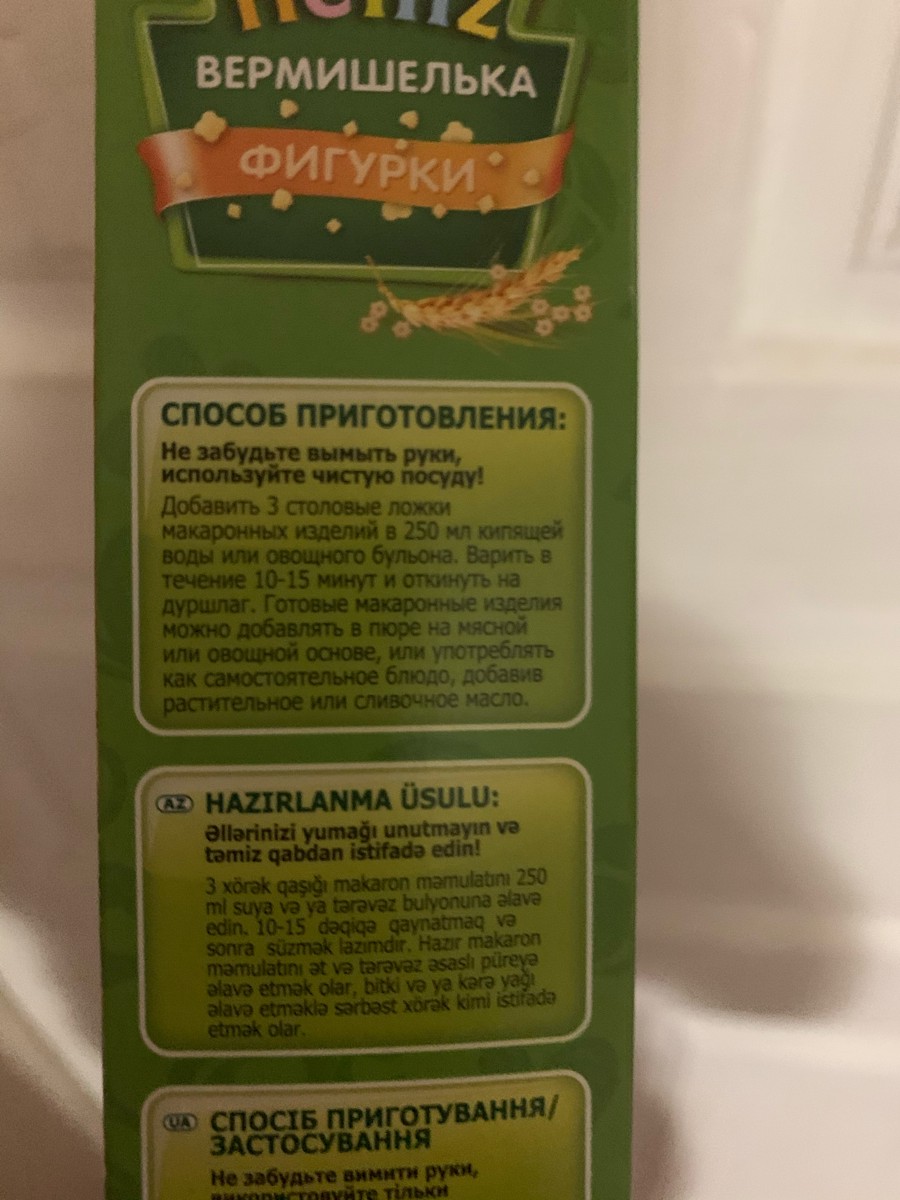 Heinz
ВЕРМИШЕЛЬКА
ФИГУРКИ
СПОСОБ ПРИГОТОВЛЕНИЯ:
Не забудьте вымыть руки,
используйте чистую посуду!
Добавить 3 столовые ложки
макаронных изделий в 250 мл кипящей
воды или овощного бульона. Варить в
течение 10-15 минут и откинуть на
дуршлаг. Готовые макаронные изделия
можно добавлять в пюре на мясной
или овощной основе, или употреблять
как самостоятельное блюдо, добавив
растительное или сливочное масло.
AZ HAZIRLANMA ÜSULU:
Əllərinizi yumağı unutmayın və
təmiz qabdan istifadə edin!
3 xörək qaşığı makaron məmulatını 250
ml suya və ya tərəvəz bulyonuna əlavə
edin. 10-15 dəqiqə qaynatmaq və
sonra süzmək lazımdır. Hazır makaron
məmulatını ət və tərəvəz əsaslı püreyə
əlavə etmək olar, bitki və ya kərə yağı
əlavə etməklə sərbəst xörək kimi istifadə
etmək olar.
UA СПОСІБ ПРИГОТУВАННЯ/
ЗАСТОСУВАННЯ
Не забудьте вимити руки,
використовуйте тільки